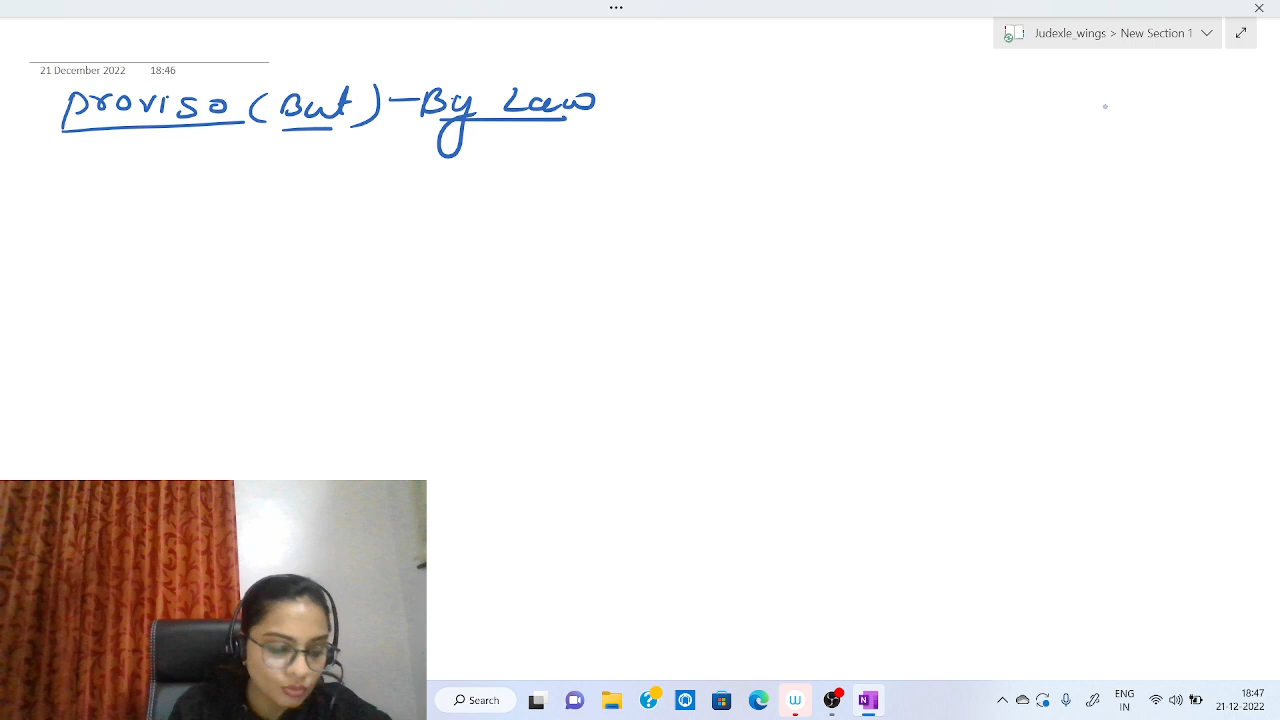 Judexle_wings > New Section 1
21 December 2022 18:46
Proviso (But) - By Law
Search
IN
18:47
21-12-2022